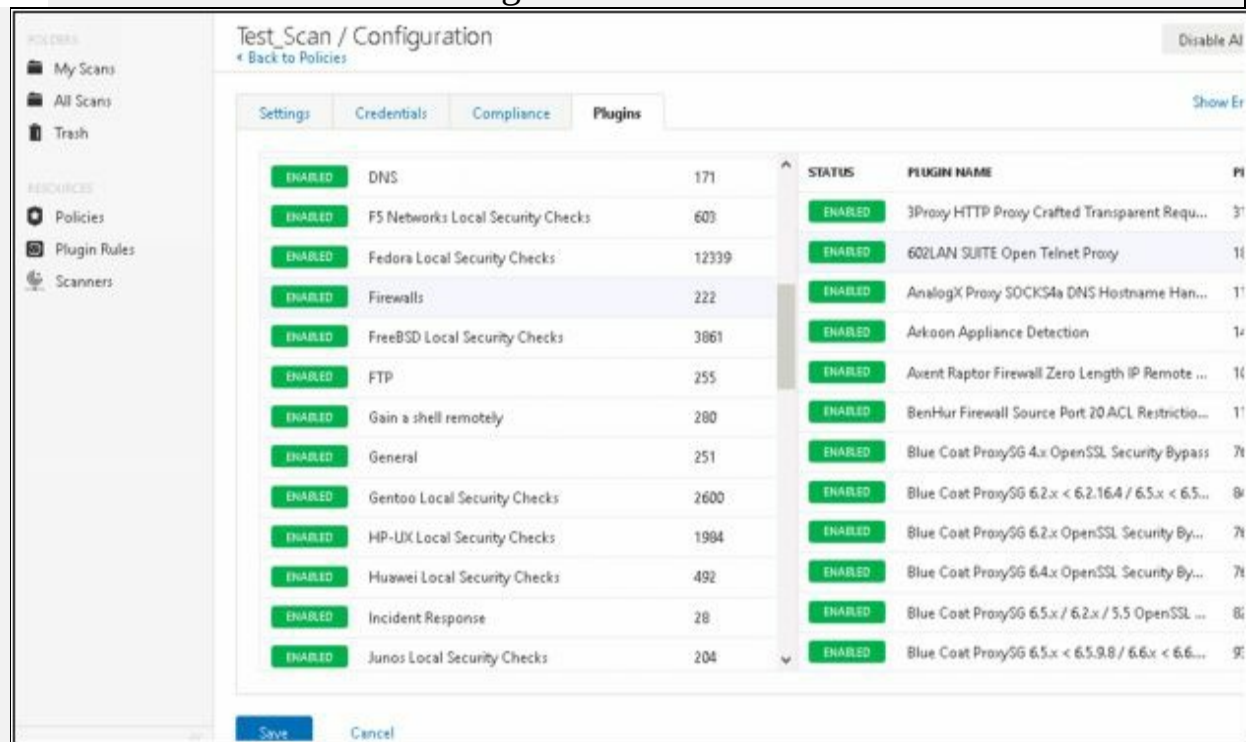 FOLDERS
My Scans
All Scans
Trash
RESOURCES
Policies
Plugin Rules
Scanners
Test_Scan / Configuration
Back to Policies
Disable Al
Settings
Credentials
Compliance
Plugins
Show En
ENABLED DNS 171
ENABLED F5 Networks Local Security Checks 603
ENABLED Fedora Local Security Checks 12339
ENABLED Firewalls 222
ENABLED FreeBSD Local Security Checks 3861
ENABLED FTP 255
ENABLED Gain a shell remotely 280
ENABLED General 251
ENABLED Gentoo Local Security Checks 2600
ENABLED HP-UX Local Security Checks 1984
ENABLED Huawei Local Security Checks 492
ENABLED Incident Response 28
ENABLED Junos Local Security Checks 204
STATUS PLUGIN NAME
ENABLED 3Proxy HTTP Proxy Crafted Transparent Requ...
ENABLED 602LAN SUITE Open Telnet Proxy
ENABLED AnalogX Proxy SOCKS4a DNS Hostname Han...
ENABLED Arkoon Appliance Detection
ENABLED Axent Raptor Firewall Zero Length IP Remote ...
ENABLED BenHur Firewall Source Port 20 ACL Restrictio...
ENABLED Blue Coat ProxySG 4.x OpenSSL Security Bypass
ENABLED Blue Coat ProxySG 6.2.x < 6.2.16.4 / 6.5.x < 6.5...
ENABLED Blue Coat ProxySG 6.2.x OpenSSL Security By...
ENABLED Blue Coat ProxySG 6.4.x OpenSSL Security By...
ENABLED Blue Coat ProxySG 6.5.x / 6.2.x / 5.5 OpenSSL ...
ENABLED Blue Coat ProxySG 6.5.x < 6.5.9.8 / 6.6.x < 6.6...
Save
Cancel